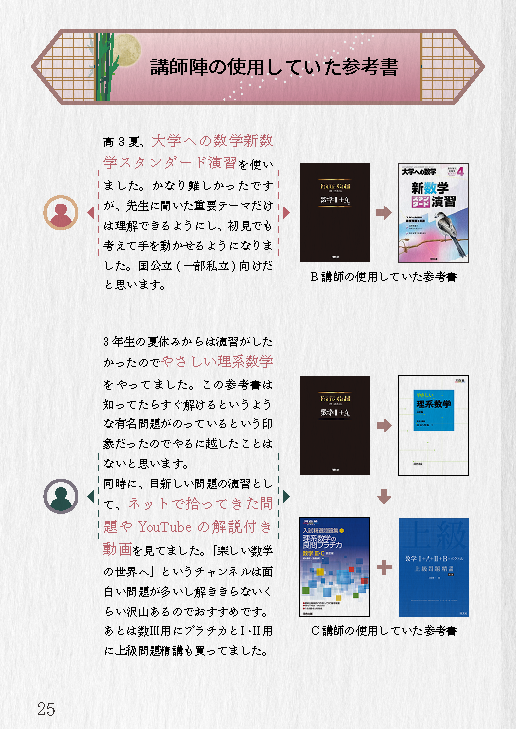 講師陣の使用していた参考書
高3夏、大学への数学新数
学スタンダード演習を使い
ました。かなり難しかったです
が、先生に聞いた重要テーマだけ
は理解できるようにし、初見でも
考えて手を動かせるようになりま
した。国公立(一部私立)向けだ
と思います。
Focus Gold
数学Ⅱ+B
大学への数学
4
新数学
演習
B講師の使用していた参考書
3年生の夏休みからは演習がした
かったのでやさしい理系数学
をやってました。この参考書は
知ってたらすぐ解けるというよう
な有名問題がのっているという印
象だったのでやるに越したことは
ないと思います。
同時に、目新しい問題の演習とし
て、ネットで拾ってきた問
題やYouTubeの解説付き
動画を見てました。「楽しい数学
の世界へ」というチャンネルは面
白い問題が多いし解ききらないく
らい沢山あるのでおすすめです。
あとは数Ⅲ用にプラチカとⅠ・Ⅱ用
に上級問題精講も買ってました。
Focus Gold
やさしい
理系数学
入試精選問題集
理系数学の
良問プラチカ
数学Ⅲ・C
上級
上級問題精講
C講師の使用していた参考書
25